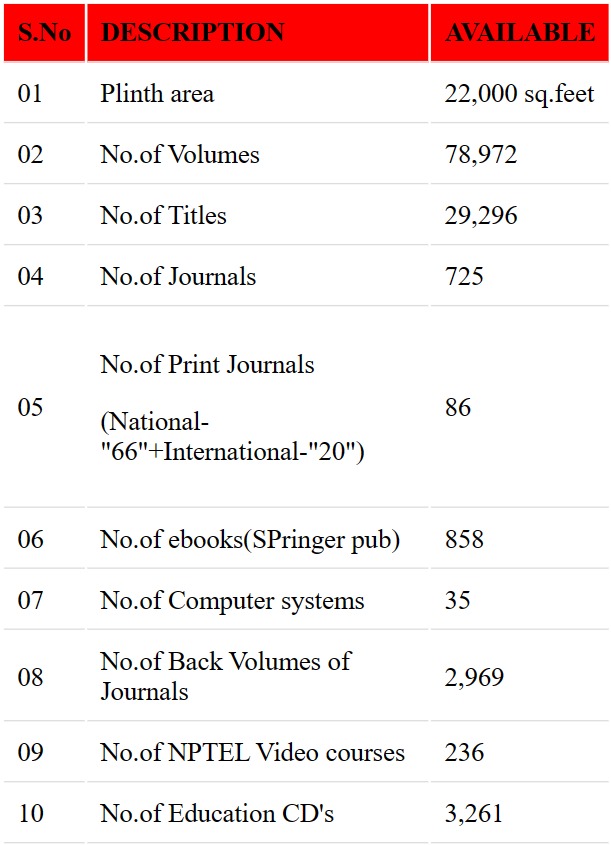 S.No DESCRIPTION AVAILABLE
01 Plinth area 22,000 sq.feet
02 No.of Volumes 78,972
03 No.of Titles 29,296
04 No.of Journals 725
No.of Print Journals
05 86
(National-
"66"+International-"20")
06 No.of ebooks(SPringer pub) 858
07 No.of Computer systems 35
08 No.of Back Volumes of
Journals 2,969
09 No.of NPTEL Video courses 236
10 No.of Education CD's 3,261